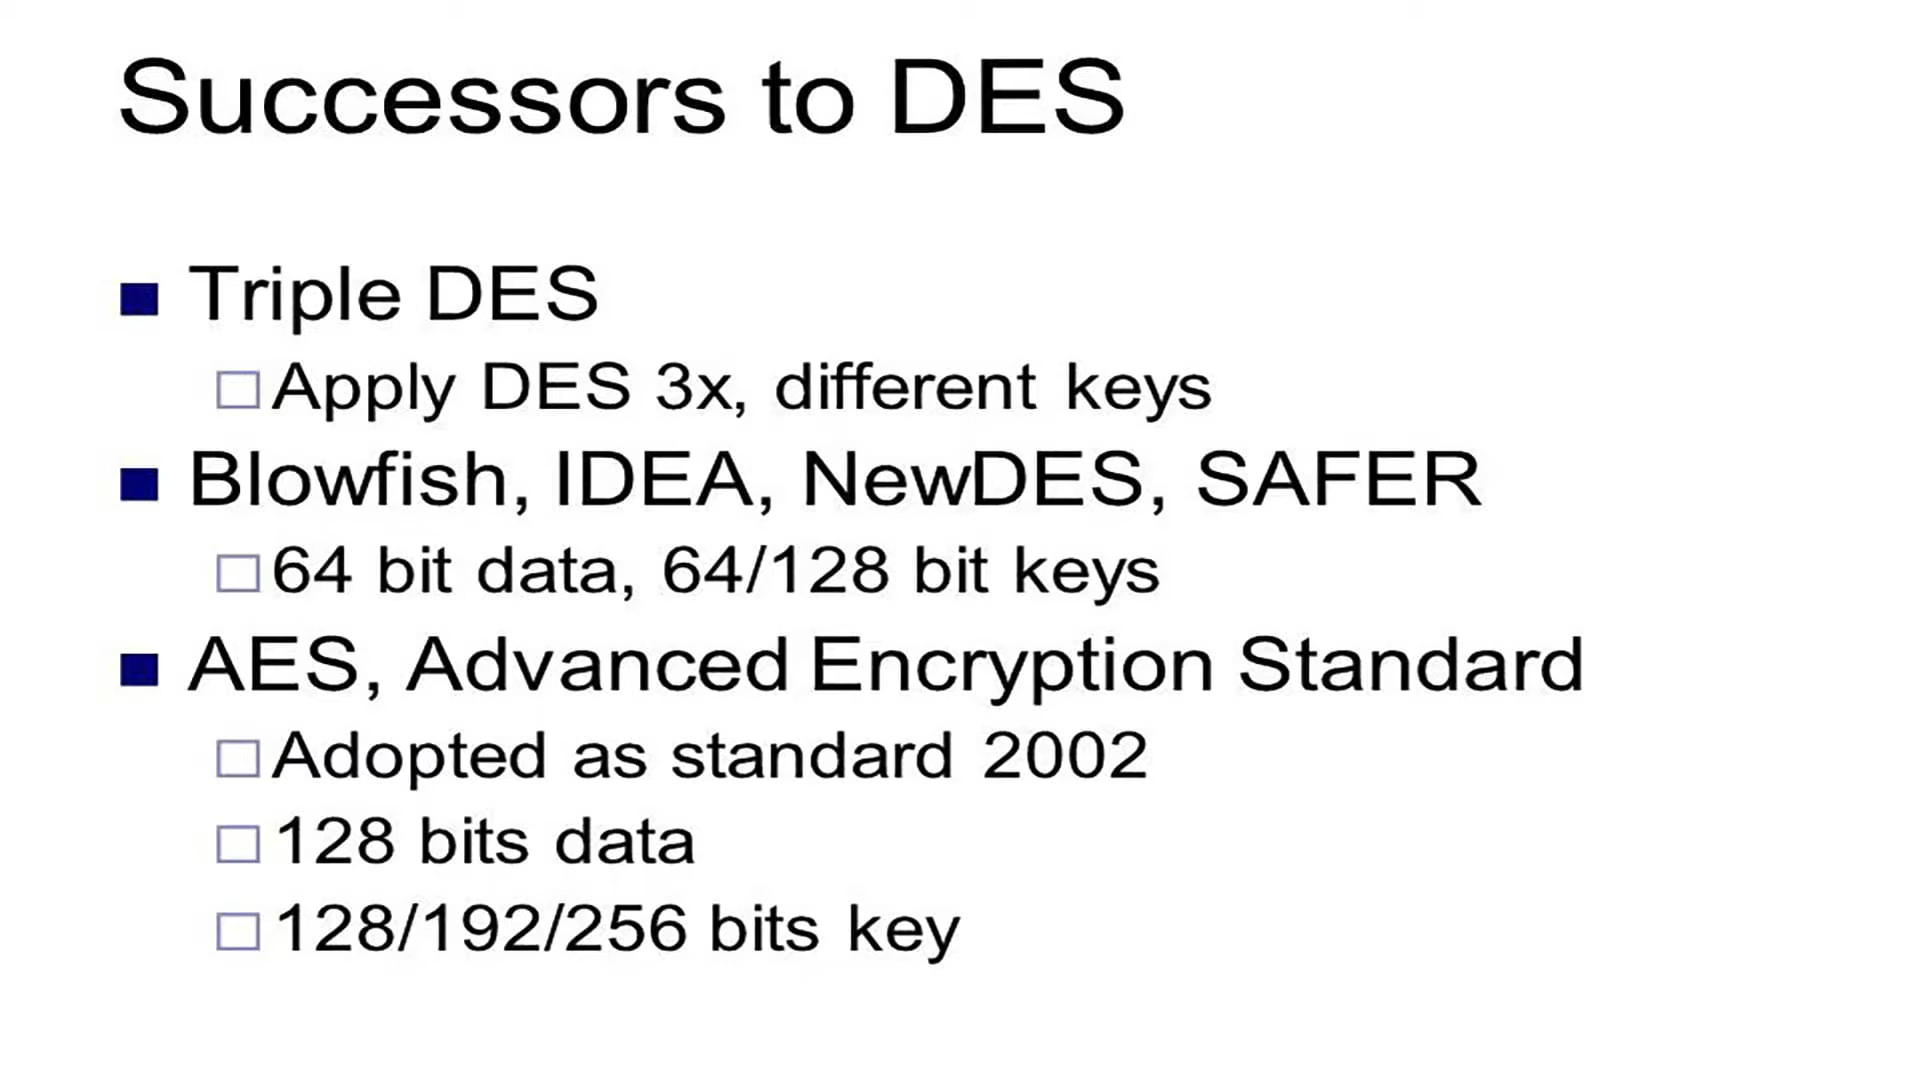 Successors to DES
Triple DES
Apply DES 3x, different keys
Blowfish, IDEA, NewDES, SAFER
64 bit data, 64/128 bit keys
AES, Advanced Encryption Standard
Adopted as standard 2002
128 bits data
128/192/256 bits key